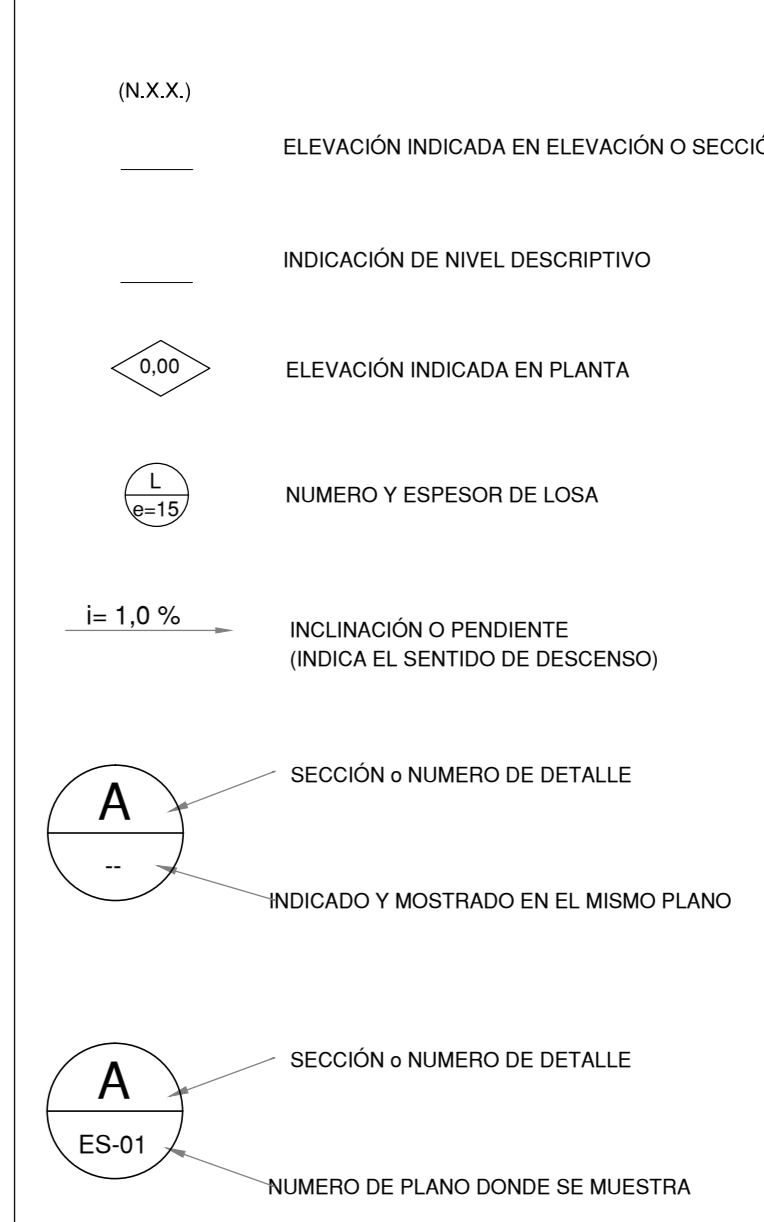 (N.X.X.)
ELEVACIÓN INDICADA EN ELEVACIÓN O
INDICACIÓN DE NIVEL DESCRIPTIVO
0,00
ELEVACIÓN INDICADA EN PLANTA
L
e=15
NUMERO Y ESPESOR DE LOSA
i= 1,0 %
INCLINACIÓN O PENDIENTE
(INDICA EL SENTIDO DE DESCENSO)
SECCIÓN o NUMERO DE DETALLE
A
--
INDICADO Y MOSTRADO EN EL MISMO PLANO
SECCIÓN o NUMERO DE DETALLE
A
ES-01
NUMERO DE PLANO DONDE SE MUESTRA